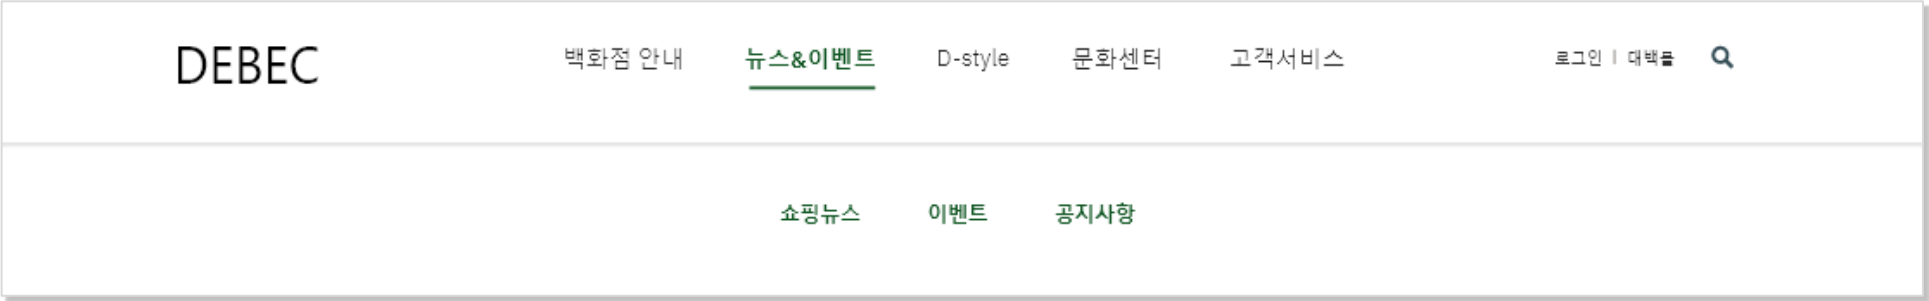 DEBEC 백화점 안내 뉴스&이벤트 D-style 문화센터 고객서비스 로그인 | 대백몰
쇼핑뉴스 이벤트 공지사항